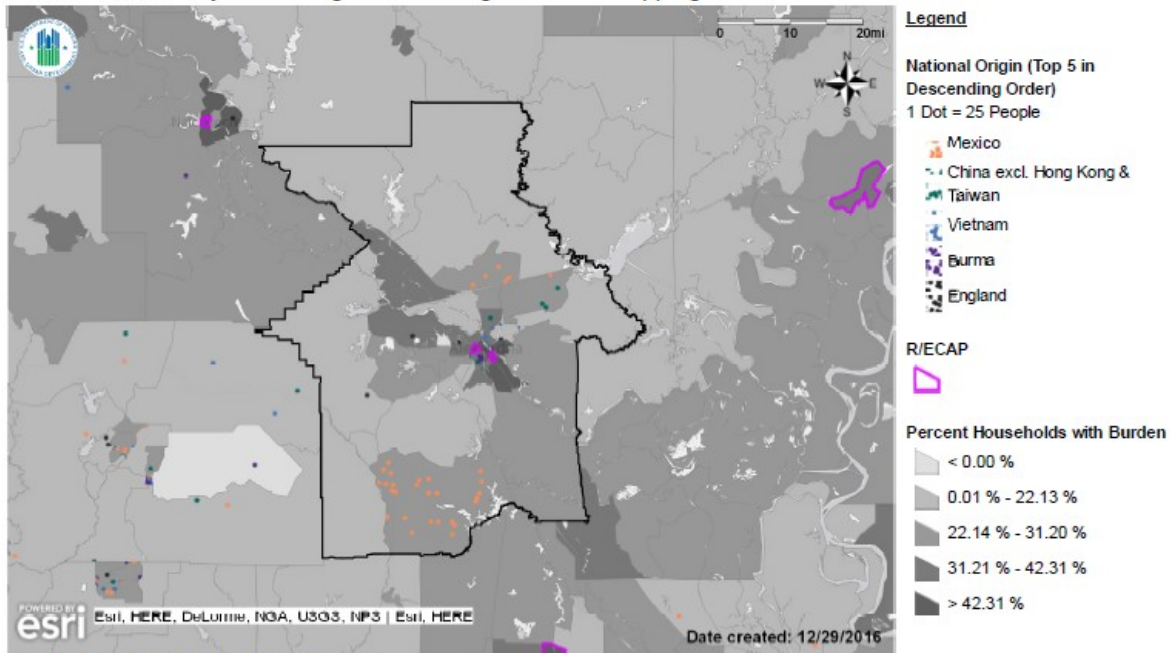 0 10 20mi
N
W E
S
Legend
National Origin (Top 5 in
Descending Order)
1 Dot = 25 People
Mexico
China excl. Hong Kong &
Taiwan
Vietnam
Burma
England
R/ECAP
Percent Households with Burden
< 0.00 %
0.01 % - 22.13 %
22.14 % - 31.20 %
31.21 % - 42.31 %
> 42.31 %
POWERED BY
esri
Esri, HERE, DeLorme, NGA, USGS, NPS | Esri, HERE
Date created: 12/29/2016